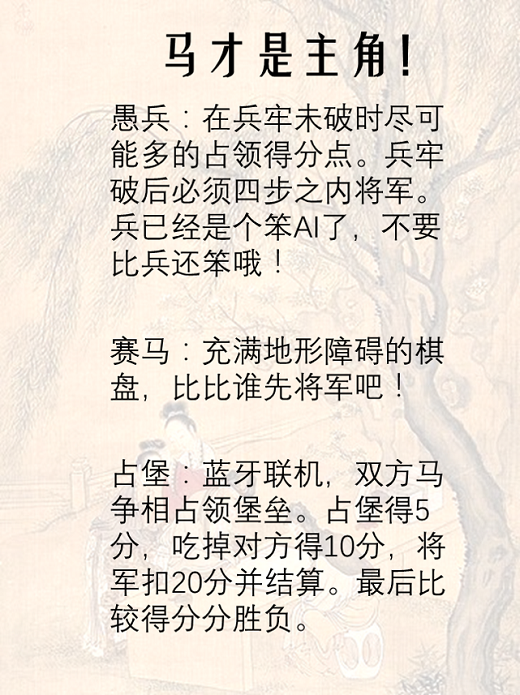 马才是主角！
愚兵：在兵牢未破时尽可
能多的占领得分点。兵牢
破后必须四步之内将军。
兵已经是个笨AI了，不要
比兵还笨哦！
赛马：充满地形障碍的棋
盘，比比谁先将军吧！
占堡：蓝牙联机，双方马
争相占领堡垒。占堡得5
分，吃掉对方得10分，将
军扣20分并结算。最后比
较得分分胜负。